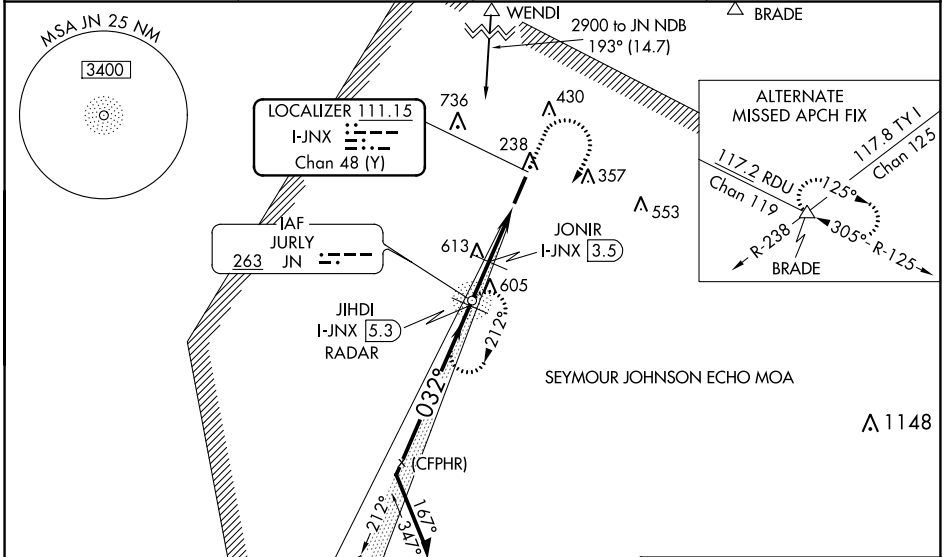 MSA JN 25 NM
3400
WENDI
2900 to JN NDB
193° (14.7)
BRADE
LOCALIZER 111.15
I-JNX
Chan 48 (Y)
736
430
238
357
553
ALTERNATE
MISSED APCH FIX
117.8 TYI
Chan 125
117.2 RDU
Chan 119
125°
305°
R-125
R-238
BRADE
IAF
JURLY
263 JN
613
JONIR
I-JNX 3.5
605
JIHDI
I-JNX 5.3
RADAR
212°
SEYMOUR JOHNSON ECHO MOA
032°
1148
(CFPHR)
212°
347°
167°